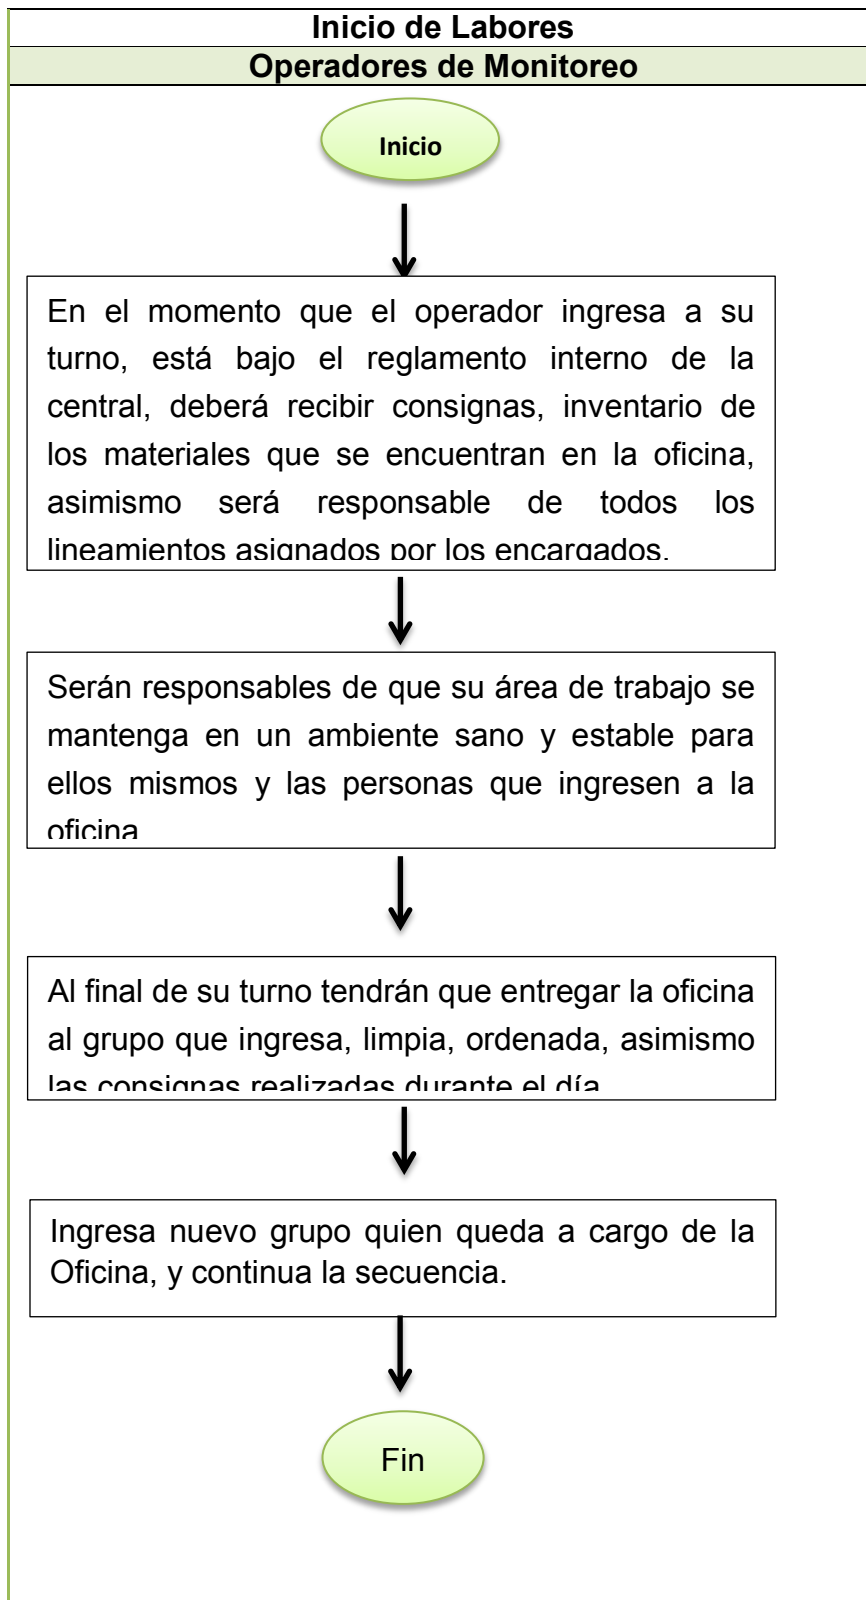 Inicio de Labores
Operadores de Monitoreo
Inicio
En el momento que el operador ingresa a su
turno, está bajo el reglamento interno de la
central, deberá recibir consignas, inventario de
los materiales que se encuentran en la oficina,
asimismo será responsable de todos los
lineamientos asignados por los encargados.
Serán responsables de que su área de trabajo se
mantenga en un ambiente sano y estable para
ellos mismos y las personas que ingresen a la
oficina
Al final de su turno tendrán que entregar la oficina
al grupo que ingresa, limpia, ordenada, asimismo
las consignas realizadas durante el día
Ingresa nuevo grupo quien queda a cargo de la
Oficina, y continua la secuencia.
Fin